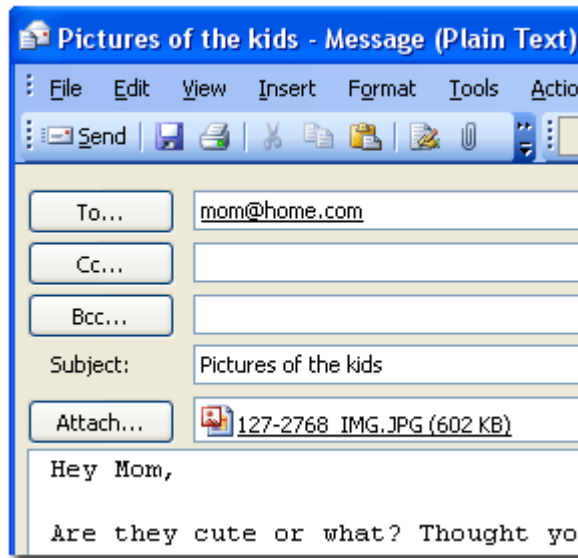 Pictures of the kids - Message (Plain Text)
File Edit View Insert Format Tools Actio
Send
To... mom@home.com
Cc...
Bcc...
Subject: Pictures of the kids
Attach... 127-2768_IMG.JPG (602 KB)
Hey Mom,
Are they cute or what? Thought yo